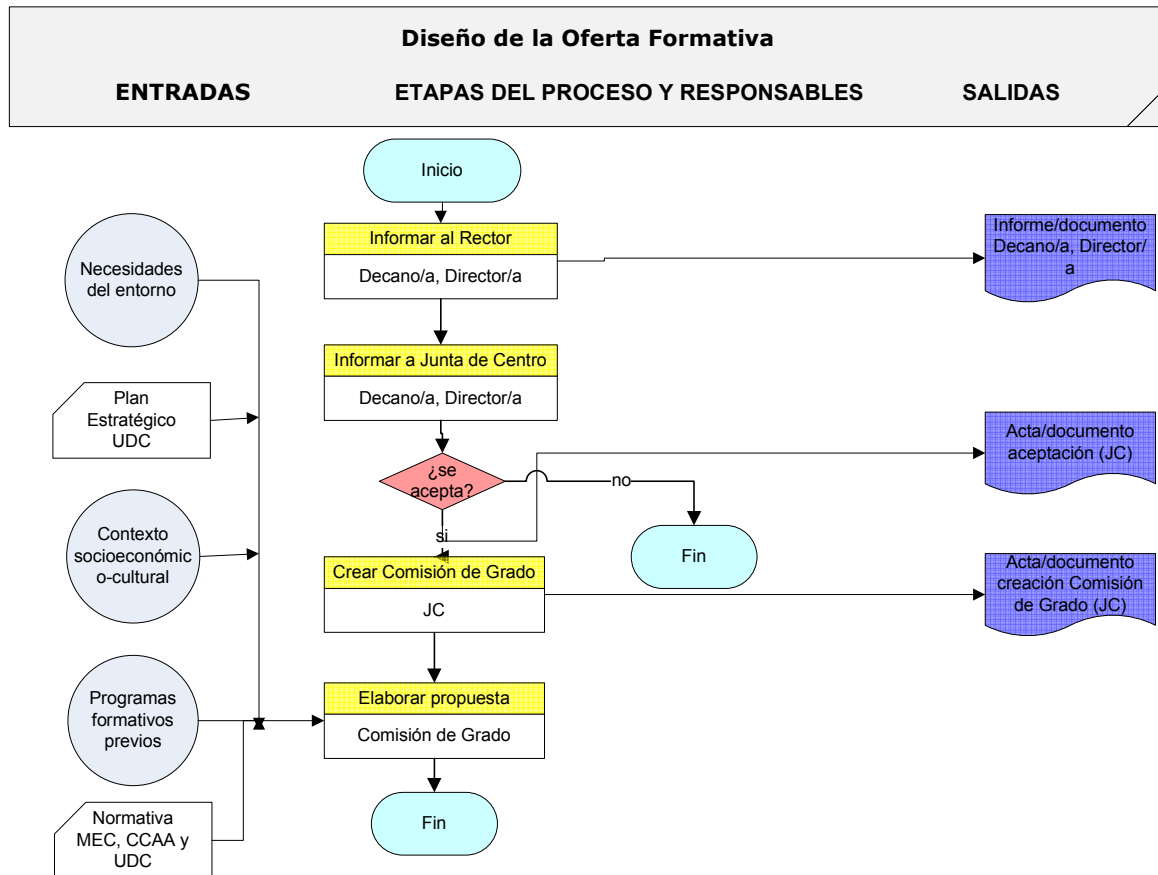 Diseño de la Oferta Formativa
ENTRADAS
ETAPAS DEL PROCESO Y RESPONSABLES
SALIDAS
Inicio
Informar al Rector
Decano/a, Director/a
Informe/documento
Decano/a, Director/
a
Necesidades
del entorno
Informar a Junta de Centro
Decano/a, Director/a
Plan
Estratégico
UDC
¿se
acepta?
no
si
Acta/documento
aceptación (JC)
Contexto
socioeconómic
o-cultural
Fin
Crear Comisión de Grado
JC
Acta/documento
creación Comisión
de Grado (JC)
Programas
formativos
previos
Elaborar propuesta
Comisión de Grado
Normativa
MEC, CCAA y
UDC
Fin